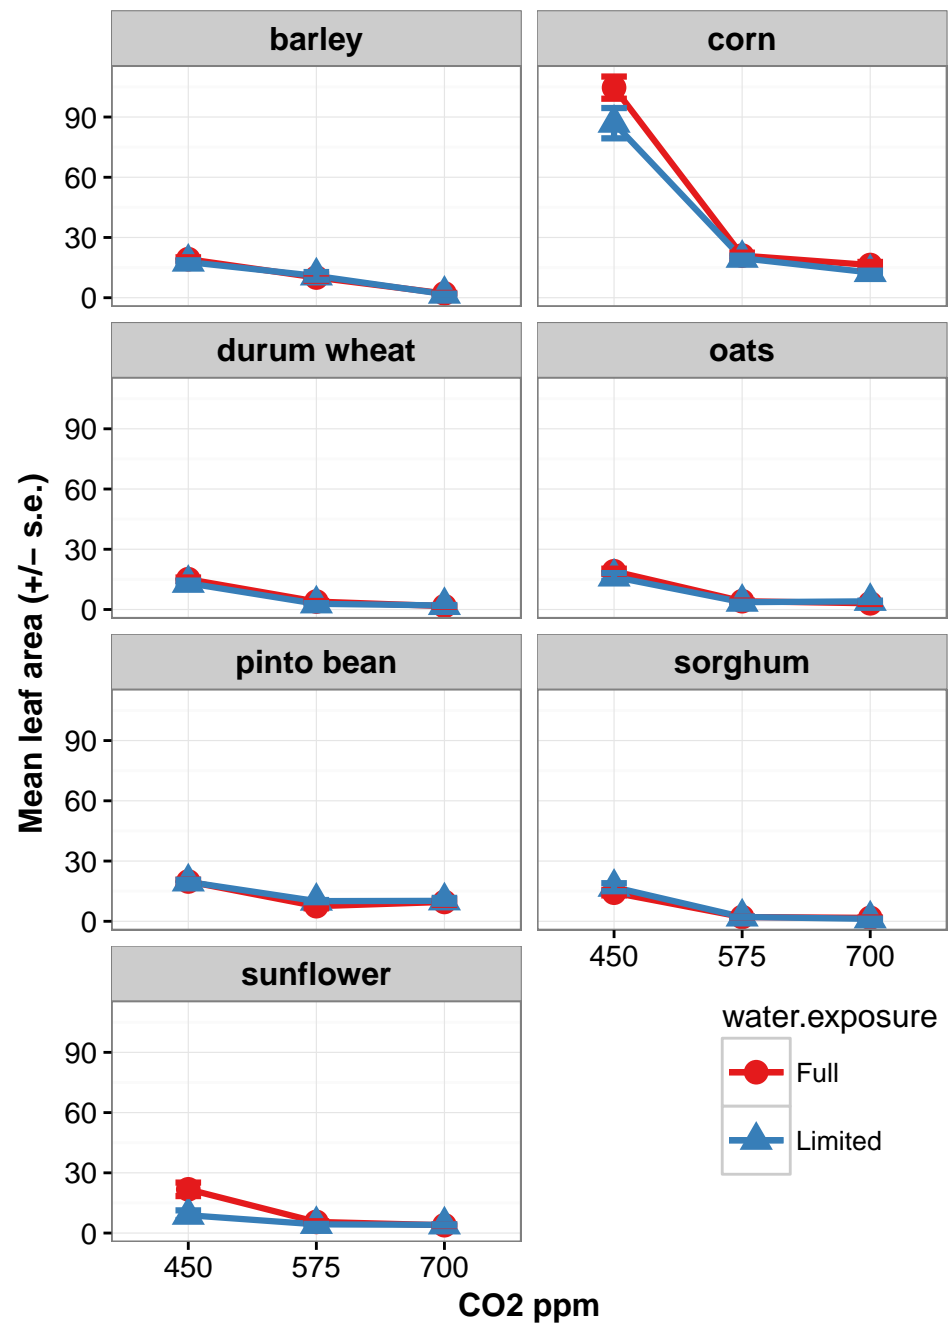 barley
corn
90
60
30
0
durum wheat
oats
90
60
30
0
pinto bean
sorghum
90
60
30
0
450 575 700
sunflower
90
60
30
0
450 575 700
water.exposure
Full
Limited
CO2 ppm
Mean leaf area (+/− s.e.)